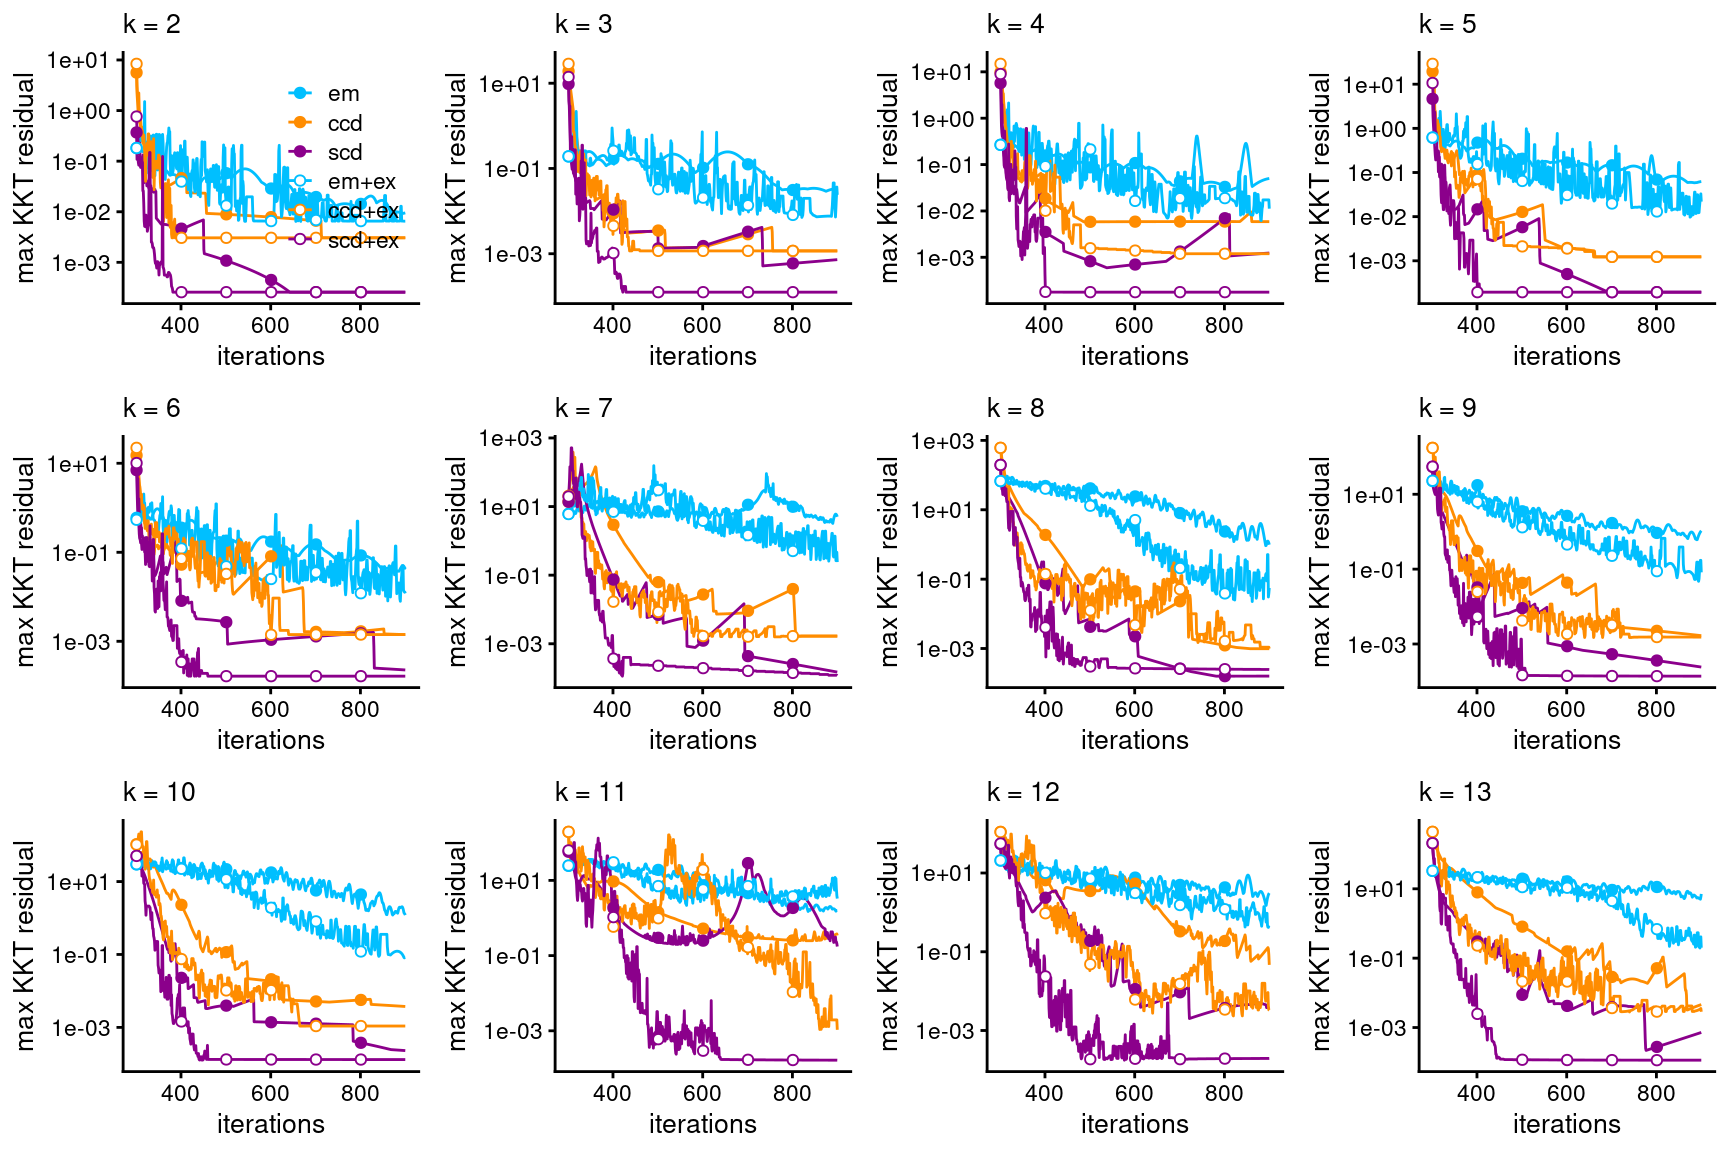 k = 2
k = 3
k = 4
k = 5
max KKT residual
1e+01
1e+00
1e-01
1e-02
1e-03
em
ccd
scd
em+ex
ccd+ex
scd+ex
400 600 800
iterations
max KKT residual
1e+01
1e-01
1e-03
400 600 800
iterations
max KKT residual
1e+01
1e+00
1e-01
1e-02
1e-03
400 600 800
iterations
max KKT residual
1e+01
1e+00
1e-01
1e-02
1e-03
400 600 800
iterations
k = 6
k = 7
k = 8
k = 9
max KKT residual
1e+01
1e-01
1e-03
400 600 800
iterations
max KKT residual
1e+03
1e+01
1e-01
1e-03
400 600 800
iterations
max KKT residual
1e+03
1e+01
1e-01
1e-03
400 600 800
iterations
max KKT residual
1e+01
1e-01
1e-03
400 600 800
iterations
k = 10
k = 11
k = 12
k = 13
max KKT residual
1e+01
1e-01
1e-03
400 600 800
iterations
max KKT residual
1e+01
1e-01
1e-03
400 600 800
iterations
max KKT residual
1e+01
1e-01
1e-03
400 600 800
iterations
max KKT residual
1e+01
1e-01
1e-03
400 600 800
iterations